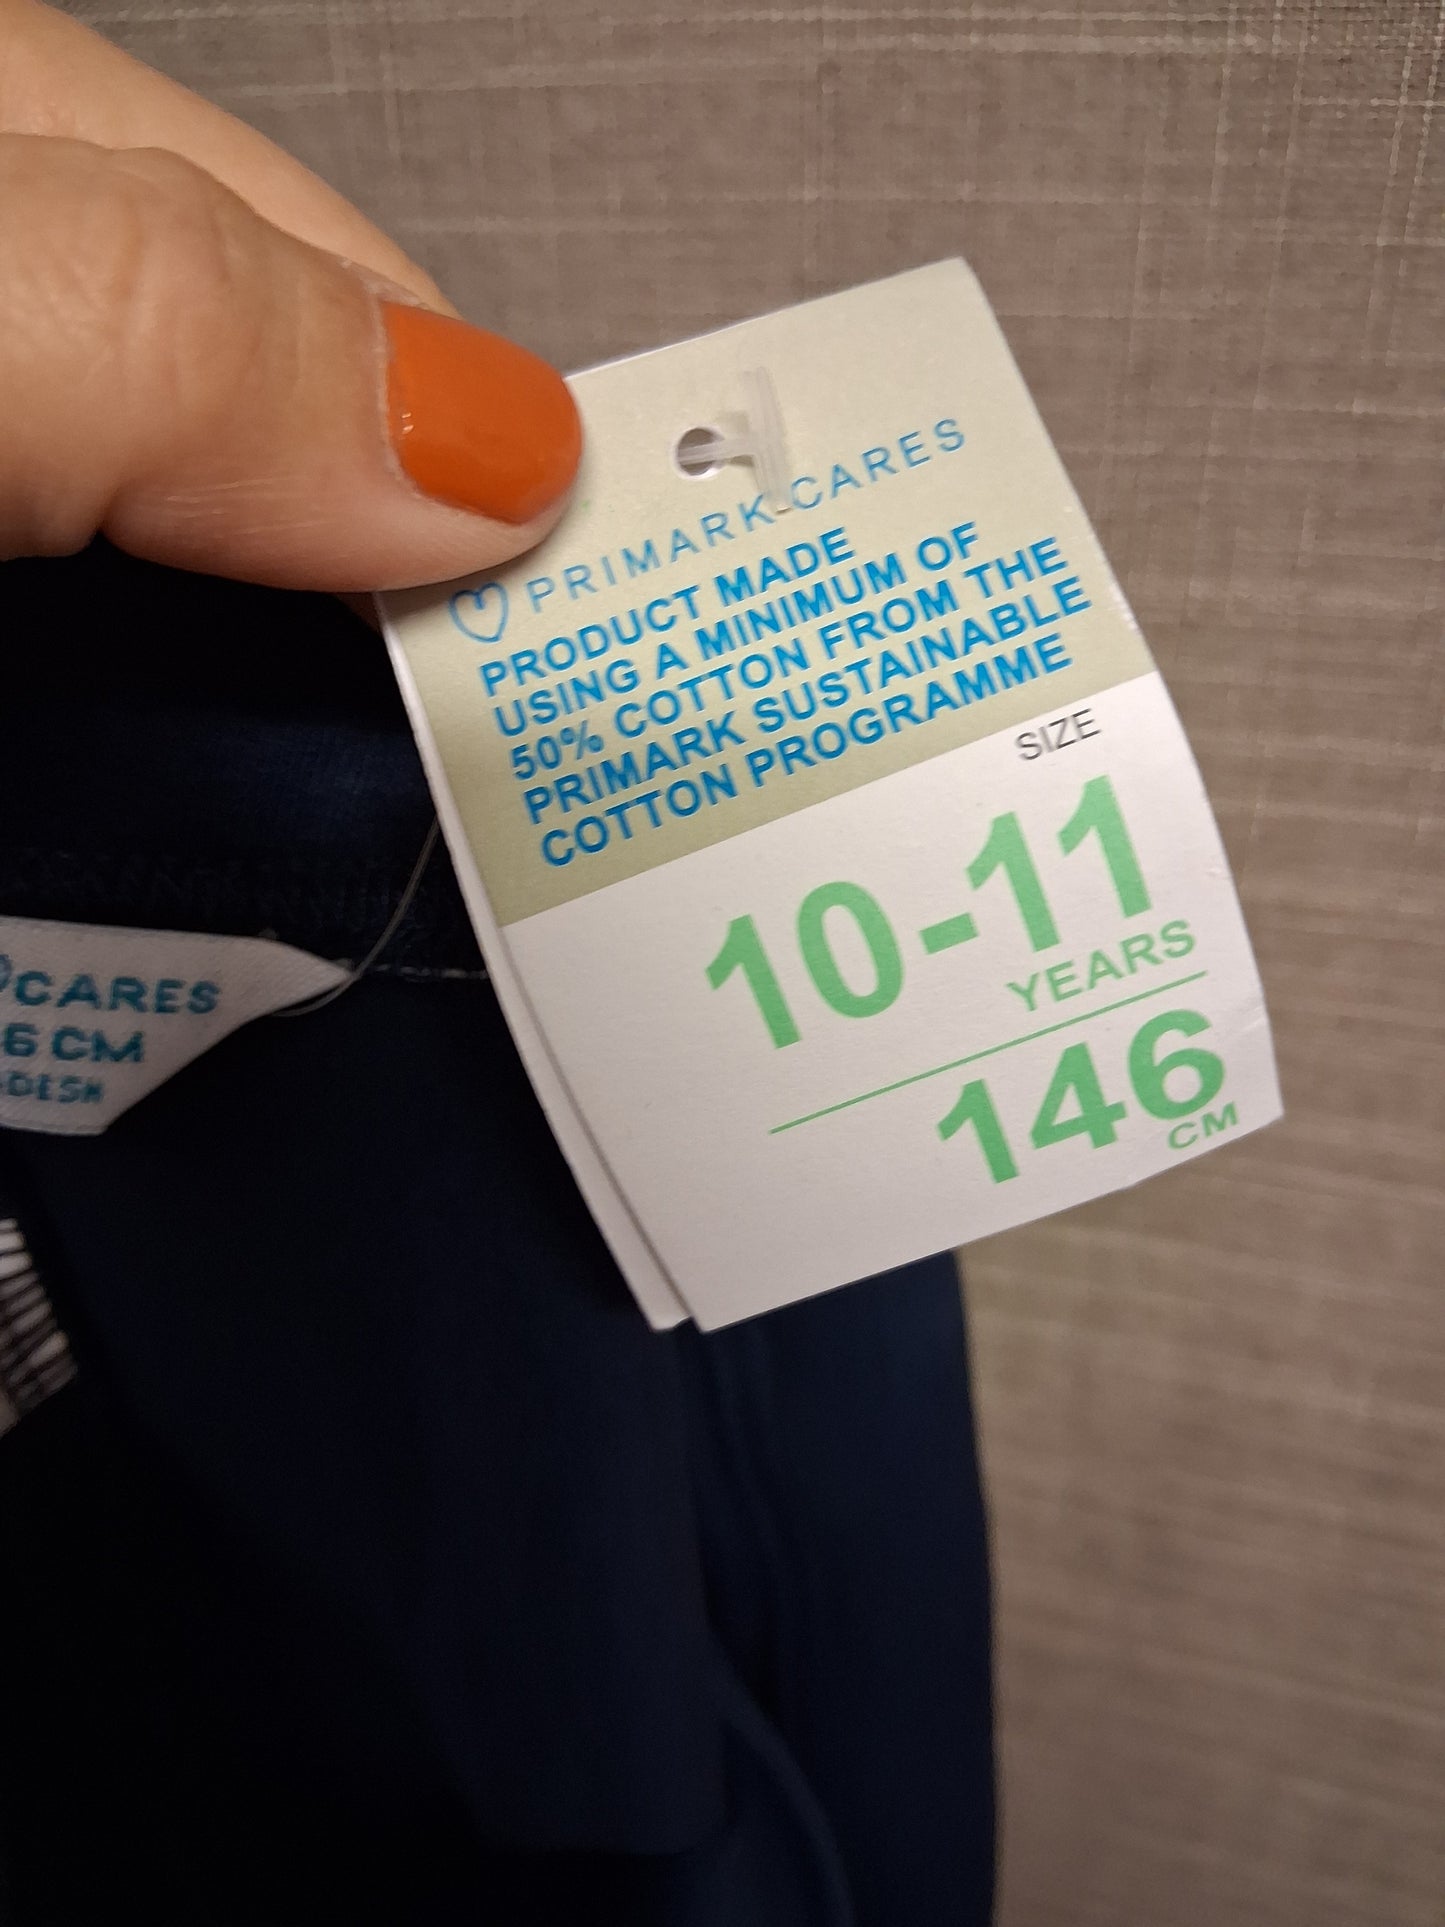 PRIMARK CARES
PRODUCT MADE
USING A MINIMUM OF
50% COTTON FROM THE
PRIMARK SUSTAINABLE
COTTON PROGRAMME
SIZE
10-11
YEARS
146
CM
CARES
6 CM
DESH